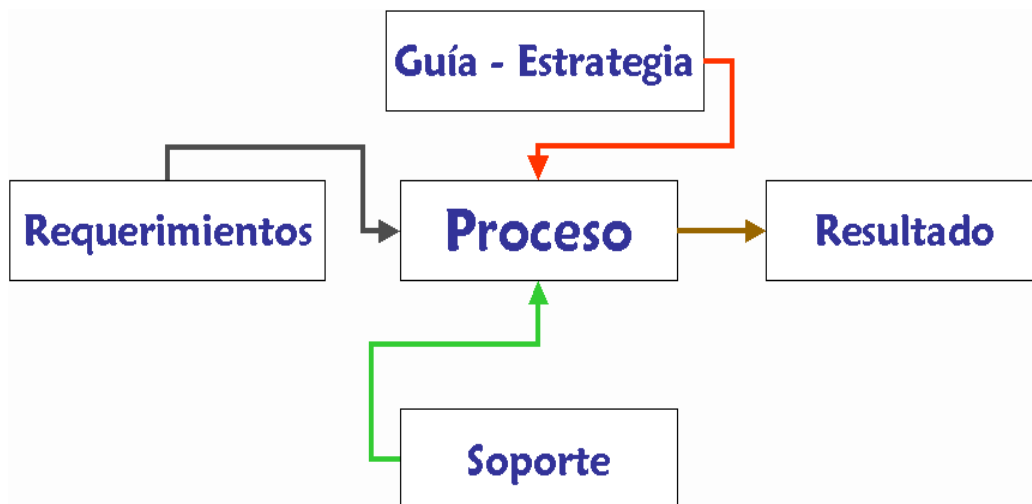 Guía - Estrategia
Requerimientos
Proceso
Resultado
Soporte